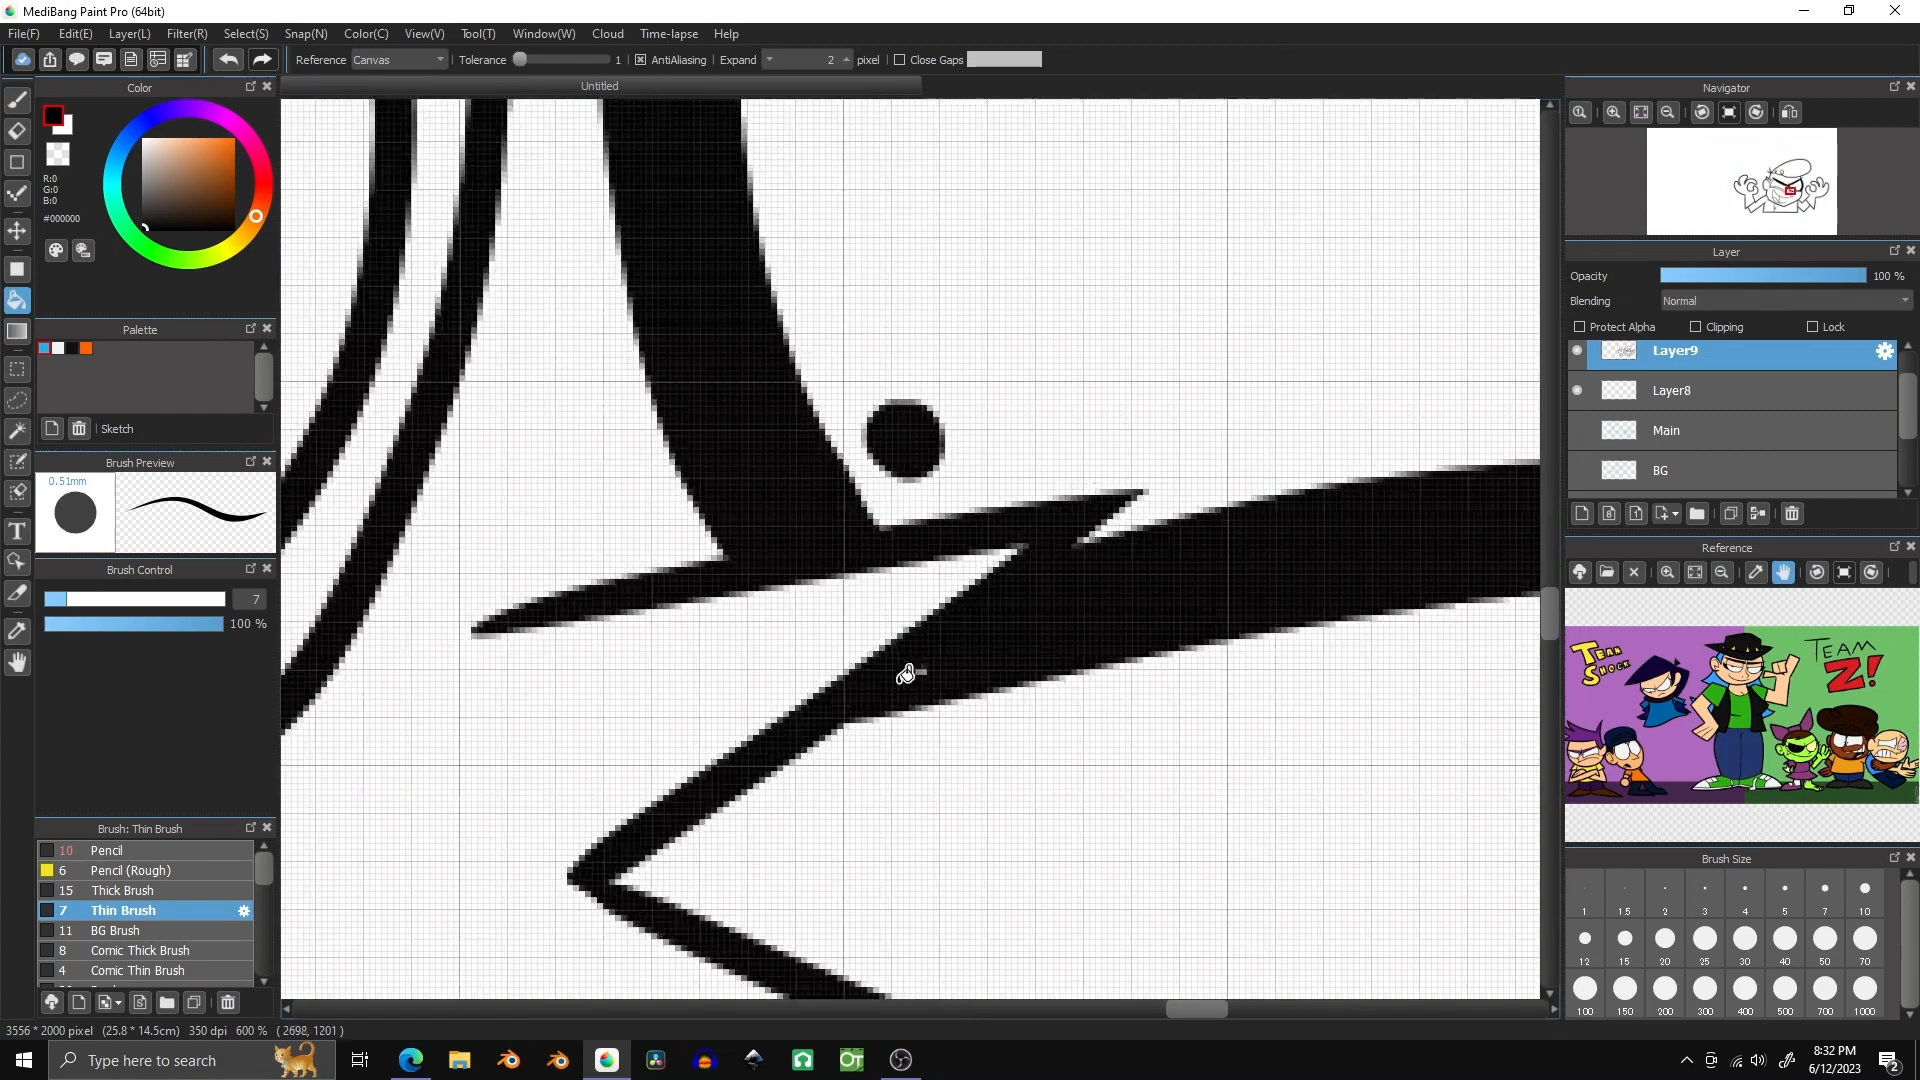 MediBang Paint Pro (64bit)
File(F) Edit(E) Layer(L) Filter(R) Select(S) Snap(N) Color(C) View(V) Tool(T) Window(W) Cloud Time-lapse Help
Reference Canvas Tolerance 1 AntiAliasing Expand 2 pixel Close Gaps
Color
Untitled
Navigator
R:0
G:0
B:0
#000000
Layer
Opacity 100 %
Blending Normal
Protect Alpha Clipping Lock
Layer9
Layer8
Main
BG
Palette
Sketch
Brush Preview
0.51mm
Brush Control
7
100 %
Reference
TEAM SHOCK
TEAM Z!
Brush: Thin Brush
10 Pencil
6 Pencil (Rough)
15 Thick Brush
7 Thin Brush
11 BG Brush
8 Comic Thick Brush
4 Comic Thin Brush
Brush Size
1 1.5 2 3 4 5 7 10
12 15 20 25 30 40 50 70
100 150 200 300 400 500 700 1000
3556 * 2000 pixel (25.8 * 14.5cm) 350 dpi 600 % ( 2698, 1201 )
Type here to search
8:32 PM
6/12/2023
2